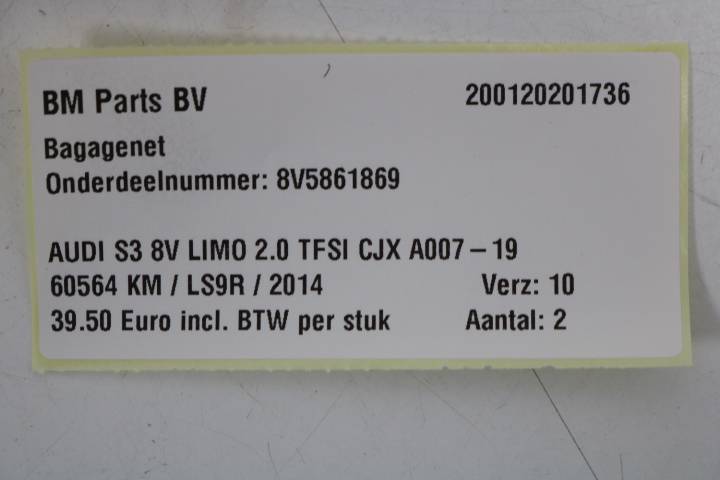 BM Parts BV 200120201736
Bagagenet
Onderdeelnummer: 8V5861869
AUDI S3 8V LIMO 2.0 TFSI CJX A007-19
60564 KM / LS9R / 2014 Verz: 10
39.50 Euro incl. BTW per stuk Aantal: 2